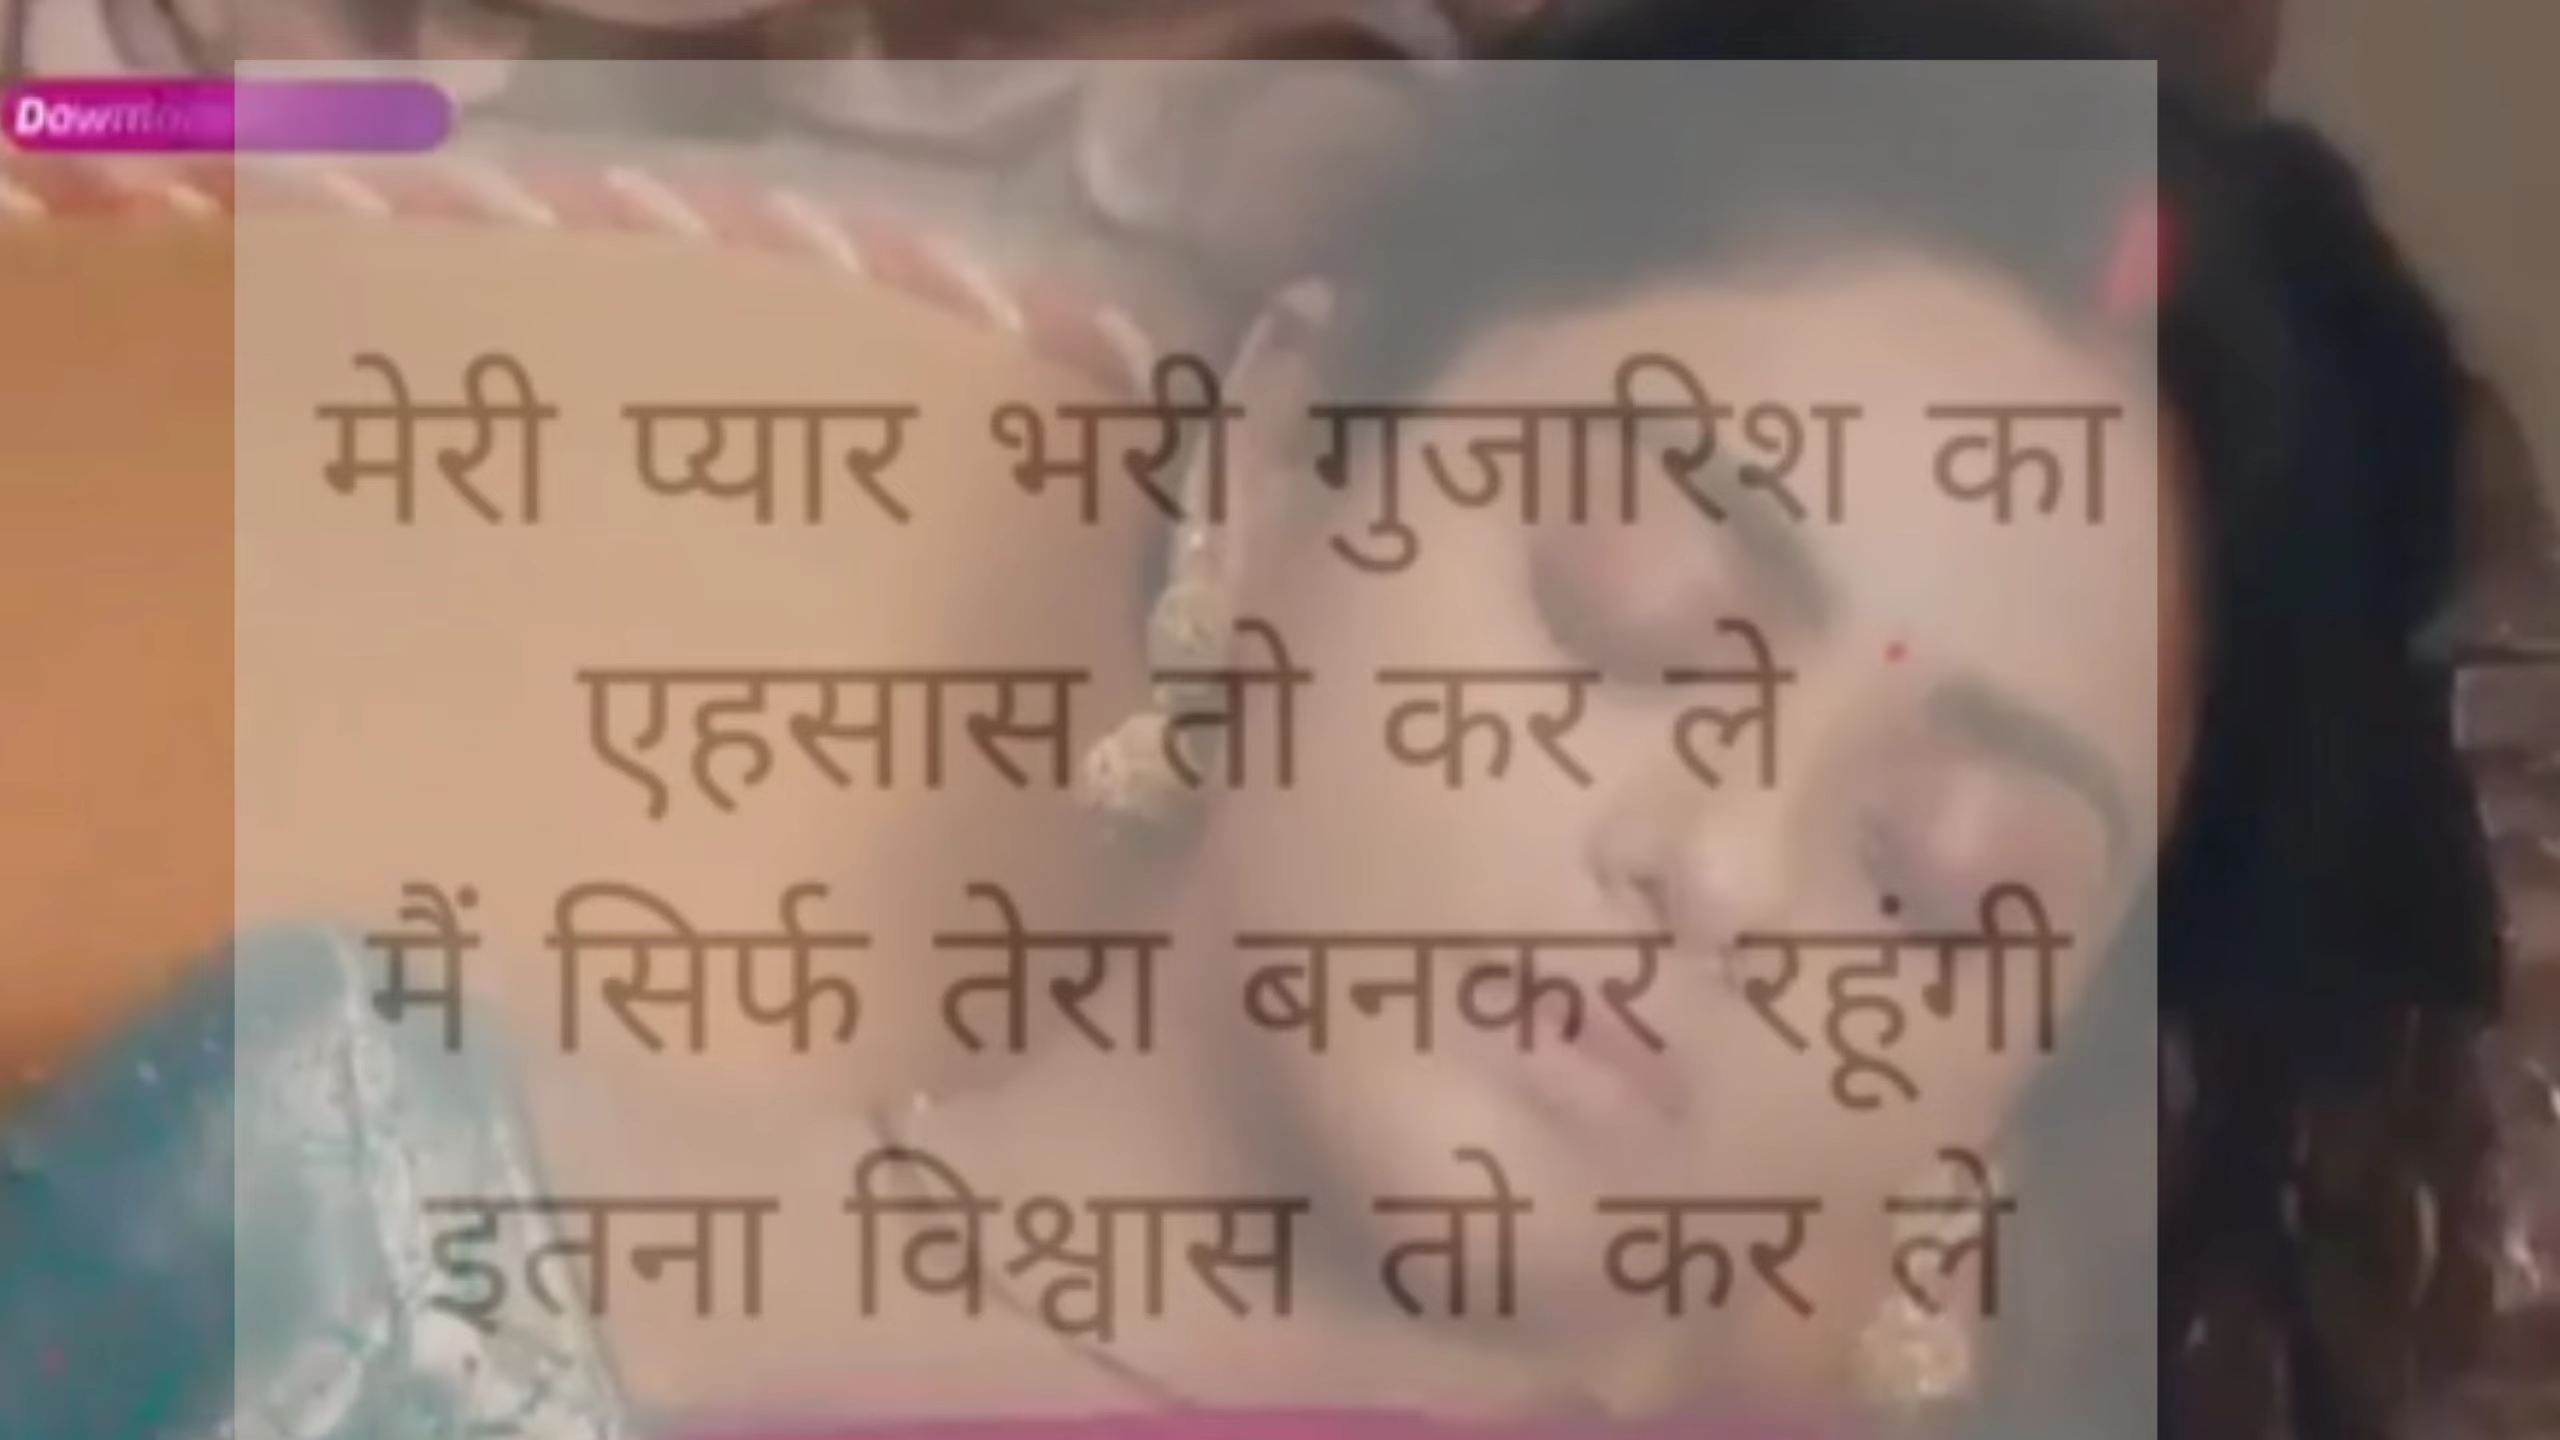 मेरी प्यार भरी गुजारिश का
एहसास तो कर ले
मैं सिर्फ तेरा बनकर रहूंगी
इतना विश्वास तो कर ले